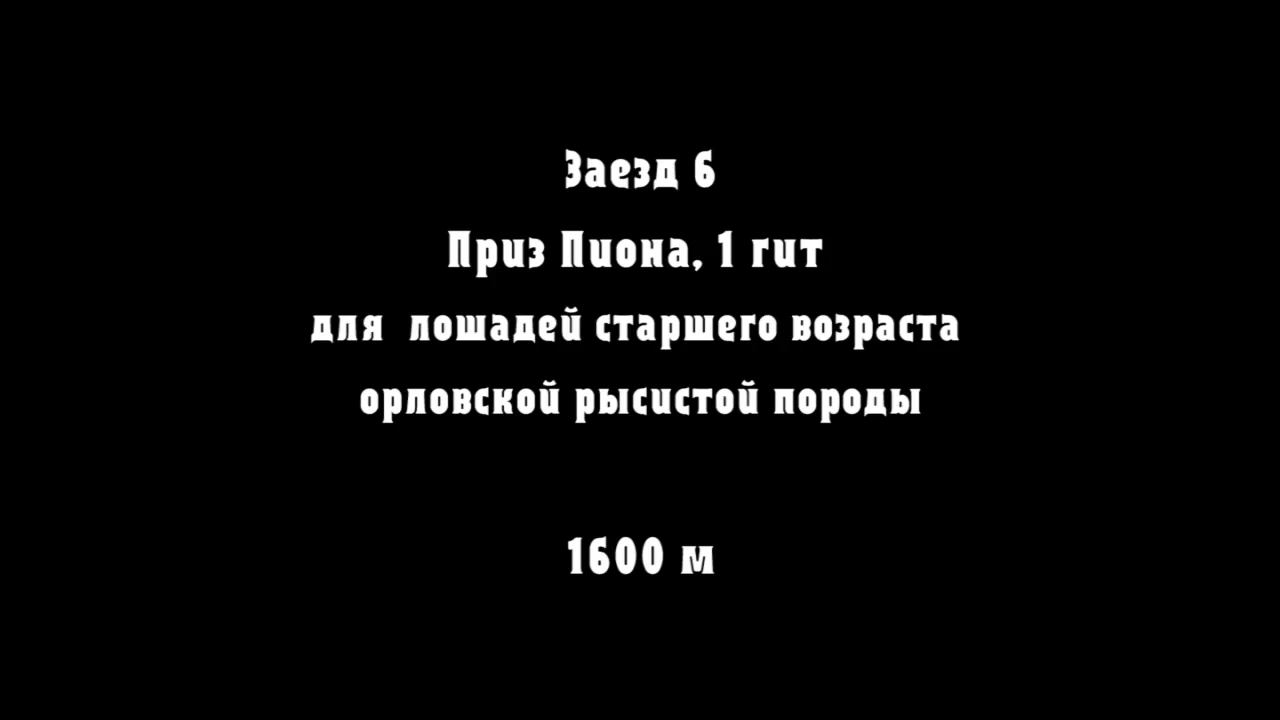 Заезд 6
Приз Пиона, 1 гит
для лошадей старшего возраста
орловской рысистой породы
1600 м